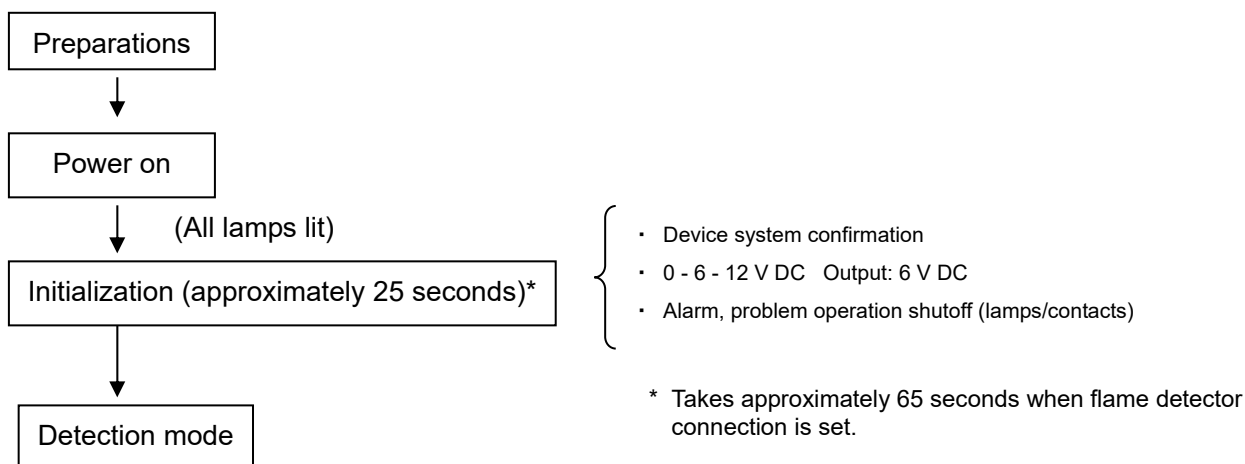 Preparations
Power on
(All lamps lit)
Initialization (approximately 25 seconds)*
・ Device system confirmation
・ 0 - 6 - 12 V DC   Output: 6 V DC
・ Alarm, problem operation shutoff (lamps/contacts)
* Takes approximately 65 seconds when flame detector
connection is set.
Detection mode